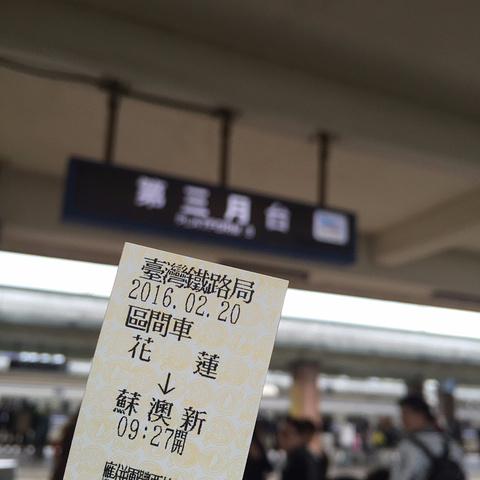 第三月台
臺灣鐵路局
2016.02.20
區間車
花蓮
↓
蘇澳新
09:27開